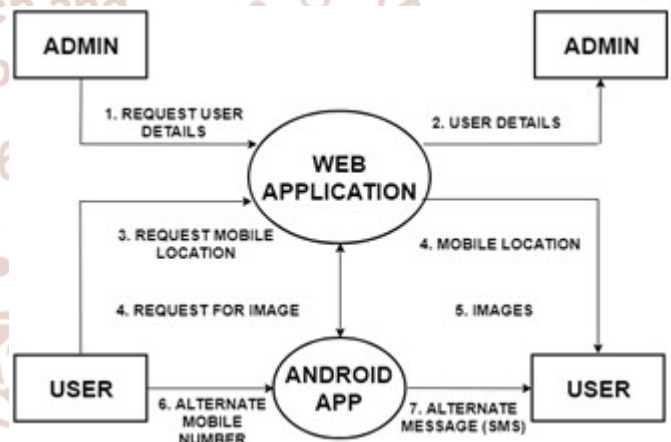 ADMIN
ADMIN
1. REQUEST USER
DETAILS
2. USER DETAILS
WEB
APPLICATION
3. REQUEST MOBILE
LOCATION
4. MOBILE LOCATION
4. REQUEST FOR IMAGE
5. IMAGES
USER
ANDROID
APP
USER
6. ALTERNATE
MOBILE
NUMBER
7. ALTERNATE
MESSAGE (SMS)